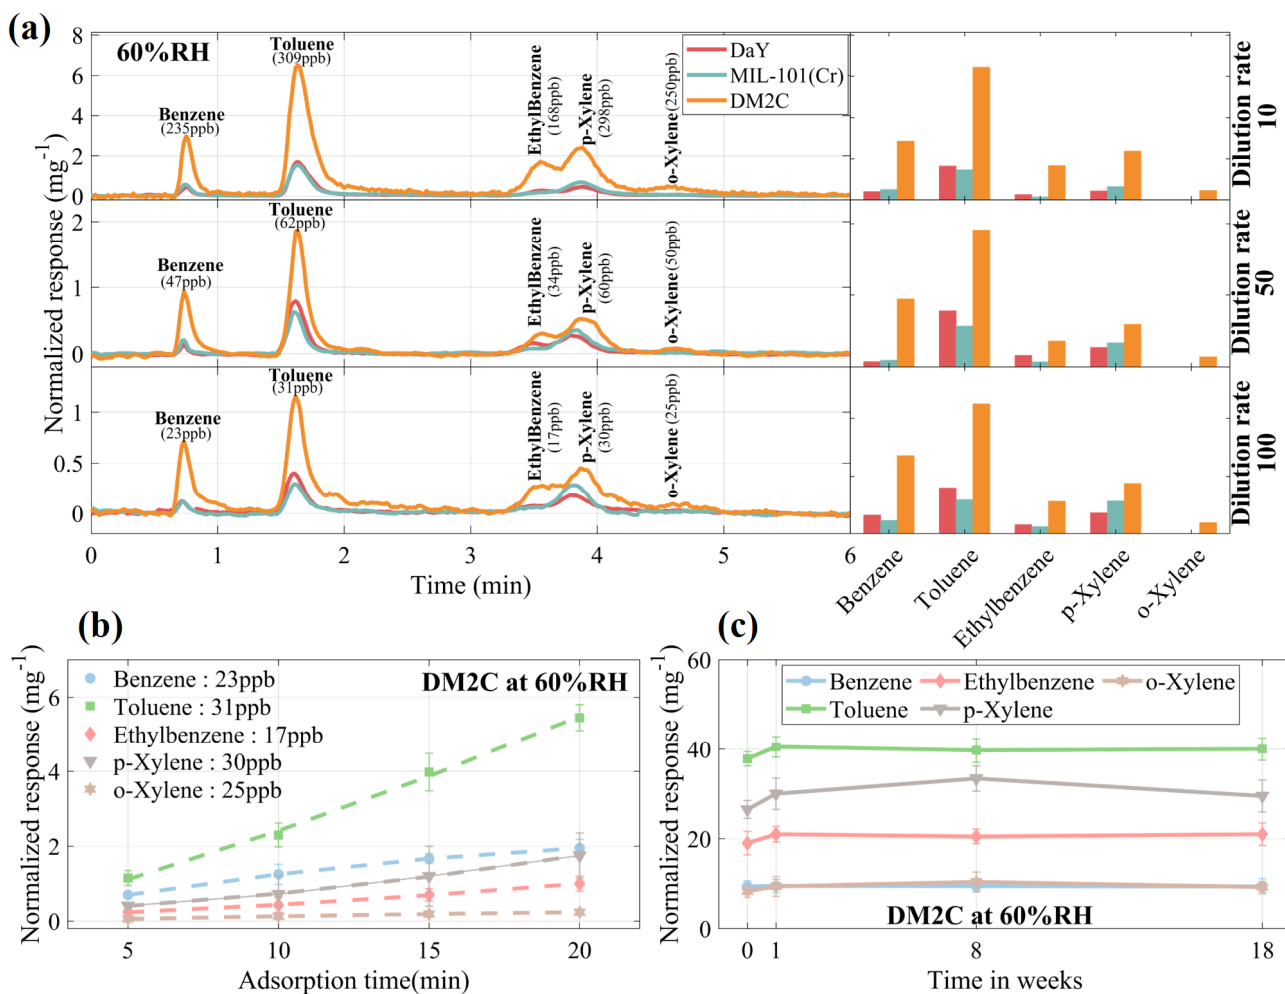 (a)
60%RH
DaY
MIL-101(Cr)
DM2C
Normalized response (mg-1)
8
6
4
2
0
Benzene
(235ppb)
Toluene
(309ppb)
EthylBenzene
(168ppb)
p-Xylene
(298ppb)
o-Xylene (250ppb)
Dilution rate
10
2
1
0
Benzene
(47ppb)
Toluene
(62ppb)
EthylBenzene
(34ppb)
p-Xylene
(60ppb)
o-Xylene (50ppb)
Dilution rate
50
1
0.5
0
Benzene
(23ppb)
Toluene
(31ppb)
EthylBenzene
(17ppb)
p-Xylene
(30ppb)
o-Xylene (25ppb)
Dilution rate
100
0 1 2 3 4 5 6
Time (min)
Benzene
Toluene
Ethylbenzene
p-Xylene
o-Xylene
(b)
Normalized response (mg-1)
6
4
2
0
Benzene : 23ppb
Toluene : 31ppb
Ethylbenzene : 17ppb
p-Xylene : 30ppb
o-Xylene : 25ppb
DM2C at 60%RH
5 10 15 20
Adsorption time(min)
(c)
Normalized response (mg-1)
60
40
20
0
Benzene
Toluene
Ethylbenzene
p-Xylene
o-Xylene
DM2C at 60%RH
0 1 8 18
Time in weeks